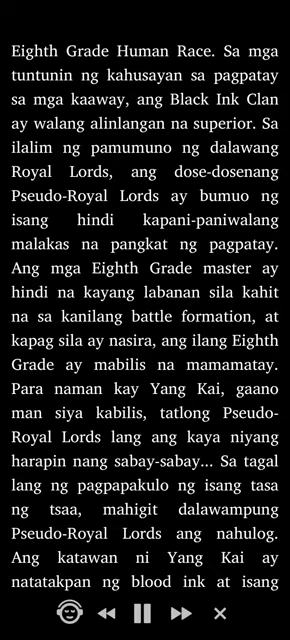 Eighth Grade Human Race. Sa mga
tuntunin ng kahusayan sa pagpatay
sa mga kaaway, ang Black Ink Clan
ay walang alinlangan na superior. Sa
ilalim ng pamumuno ng dalawang
Royal Lords, ang dose-dosenang
Pseudo-Royal Lords ay bumuo ng
isang hindi kapani-paniwalang
malakas na pangkat ng pagpatay.
Ang mga Eighth Grade master ay
hindi na kayang labanan sila kahit
na sa kanilang battle formation, at
kapag sila ay nasira, ang ilang Eighth
Grade ay mabilis na mamamatay.
Para naman kay Yang Kai, gaano
man siya kabilis, tatlong Pseudo-
Royal Lords lang ang kaya niyang
harapin nang sabay-sabay... Sa tagal
lang ng pagpapakulo ng isang tasa
ng tsaa, mahigit dalawampung
Pseudo-Royal Lords ang nahulog.
Ang katawan ni Yang Kai ay
natatakpan ng blood ink at isang